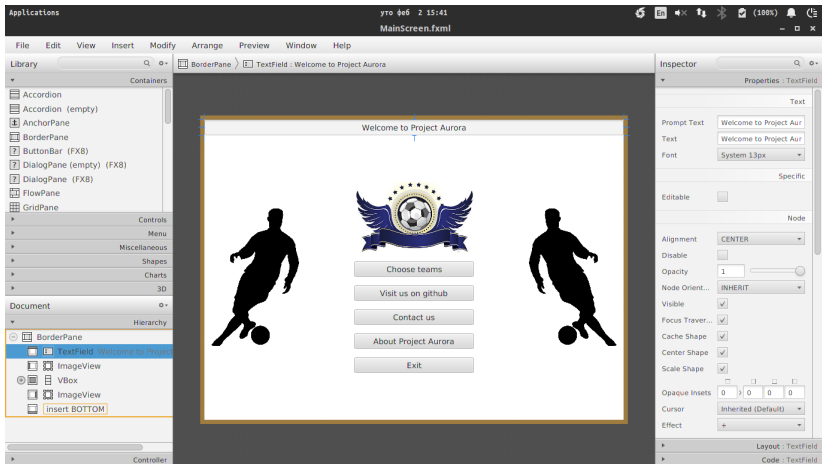 Applications
уто феб 2 15:41
En
(100%)
MainScreen.fxml
File Edit View Insert Modify Arrange Preview Window Help
Library
BorderPane
TextField : Welcome to Project Aurora
Inspector
Containers
Accordion
Accordion (empty)
AnchorPane
BorderPane
ButtonBar (FX8)
DialogPane (empty) (FX8)
DialogPane (FX8)
FlowPane
GridPane
Controls
Menu
Miscellaneous
Shapes
Charts
3D
Document
Hierarchy
BorderPane
TextField Welcome to Project
ImageView
VBox
ImageView
insert BOTTOM
Controller
Welcome to Project Aurora
Choose teams
Visit us on github
Contact us
About Project Aurora
Exit
Properties : TextField
Text
Prompt Text Welcome to Project Aur
Text Welcome to Project Aur
Font System 13px
Specific
Editable
Node
Alignment CENTER
Disable
Opacity 1
Node Orient... INHERIT
Visible
Focus Traver...
Cache Shape
Center Shape
Scale Shape
Opaque Insets 0 0 0 0
Cursor Inherited (Default)
Effect +
Layout : TextField
Code : TextField